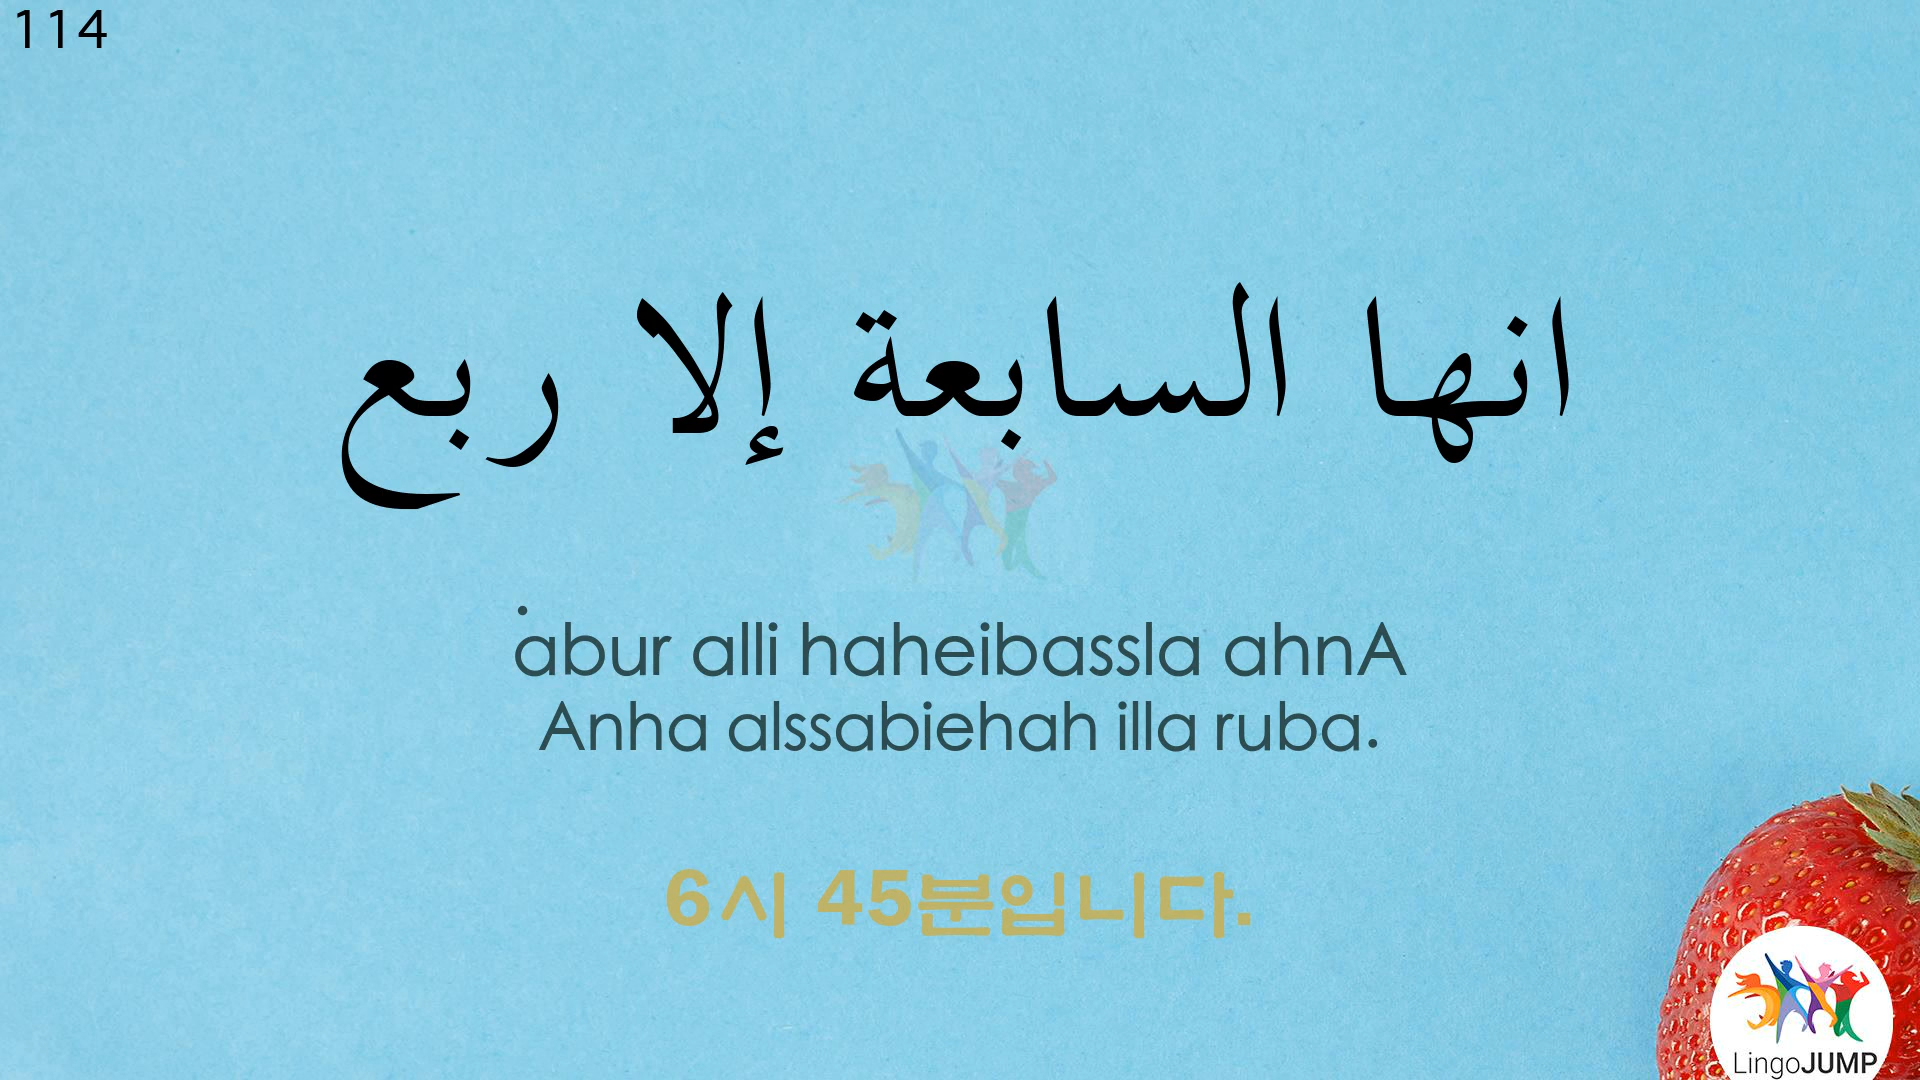 114
انها السابعة إلا ربع
.abur alli haheibassla ahnA
Anha alssabiehah illa ruba.
6시 45분입니다.
LingoJUMP